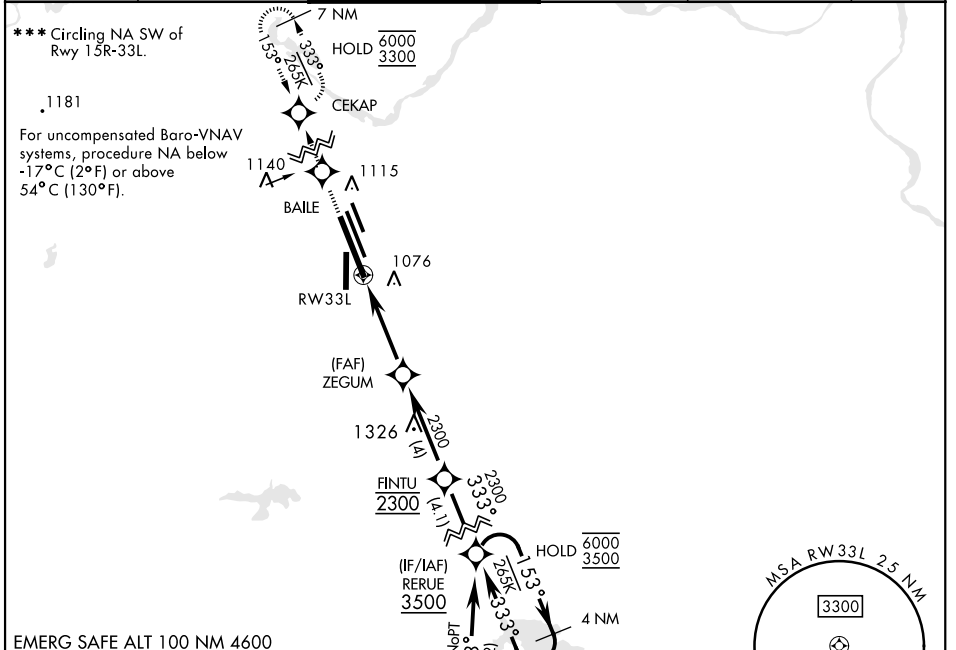 *** Circling NA SW of
Rwy 15R-33L.
1181
For uncompensated Baro-VNAV
systems, procedure NA below
-17°C (2°F) or above
54°C (130°F).
7 NM
HOLD 6000
3300
153°
333°
265K
CEKAP
1140
1115
BAILE
1076
RW33L
(FAF)
ZEGUM
1326
2300
(4)
FINTU
2300
2300
333°
(4.1)
HOLD 6000
3500
(IF/IAF)
RERUE
3500
153°
265K
333°
4 NM
NoPT
MSA RW33L 25 NM
3300
EMERG SAFE ALT 100 NM 4600